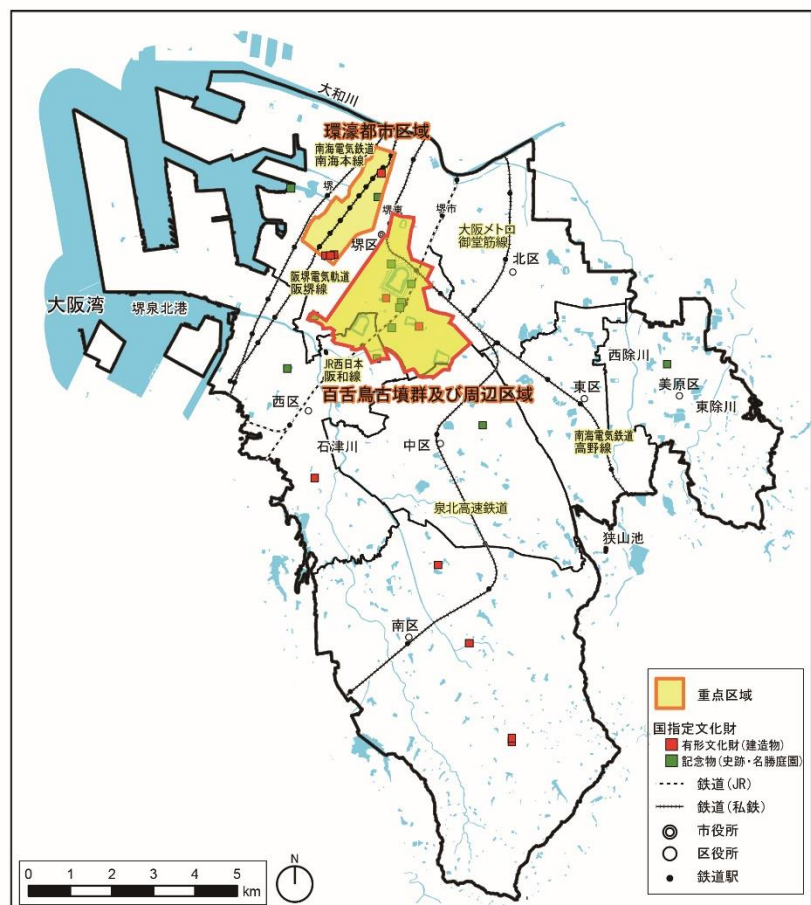 大和川
環濠都市区域
南海電気鉄道
南海本線
堺
堺東
堺市
大阪メトロ
御堂筋線
堺区
北区
阪堺電気軌道
阪堺線
大阪湾
堺泉北港
JR西日本
阪和線
西除川
美原区
東区
東除川
百舌鳥古墳群及び周辺区域
西区
石津川
中区
南海電気鉄道
高野線
泉北高速鉄道
狭山池
南区
重点区域
国指定文化財
有形文化財(建造物)
記念物(史跡・名勝庭園)
鉄道(JR)
鉄道(私鉄)
市役所
区役所
鉄道駅
0 1 2 3 4 5
km
N